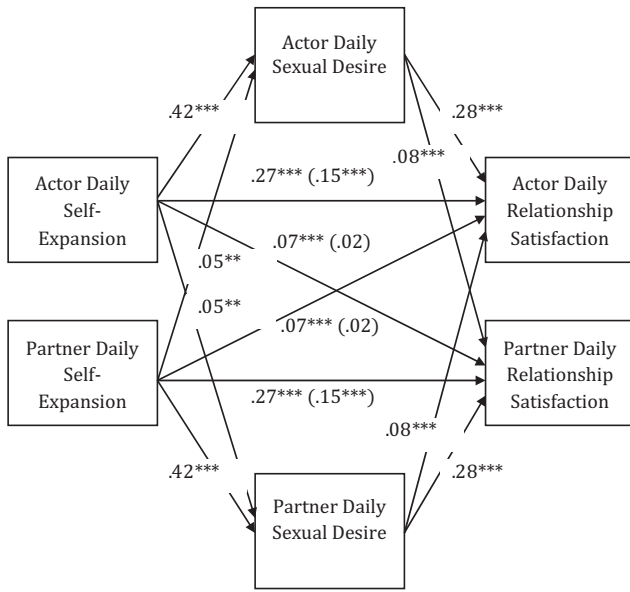 Actor Daily
Sexual Desire
.42***
.28***
.08***
Actor Daily
Self-
Expansion
.27*** (.15***)
Actor Daily
Relationship
Satisfaction
.07*** (.02)
.05**
.05**
.07*** (.02)
Partner Daily
Self-
Expansion
.27*** (.15***)
Partner Daily
Relationship
Satisfaction
.08***
.42***
.28***
Partner Daily
Sexual Desire